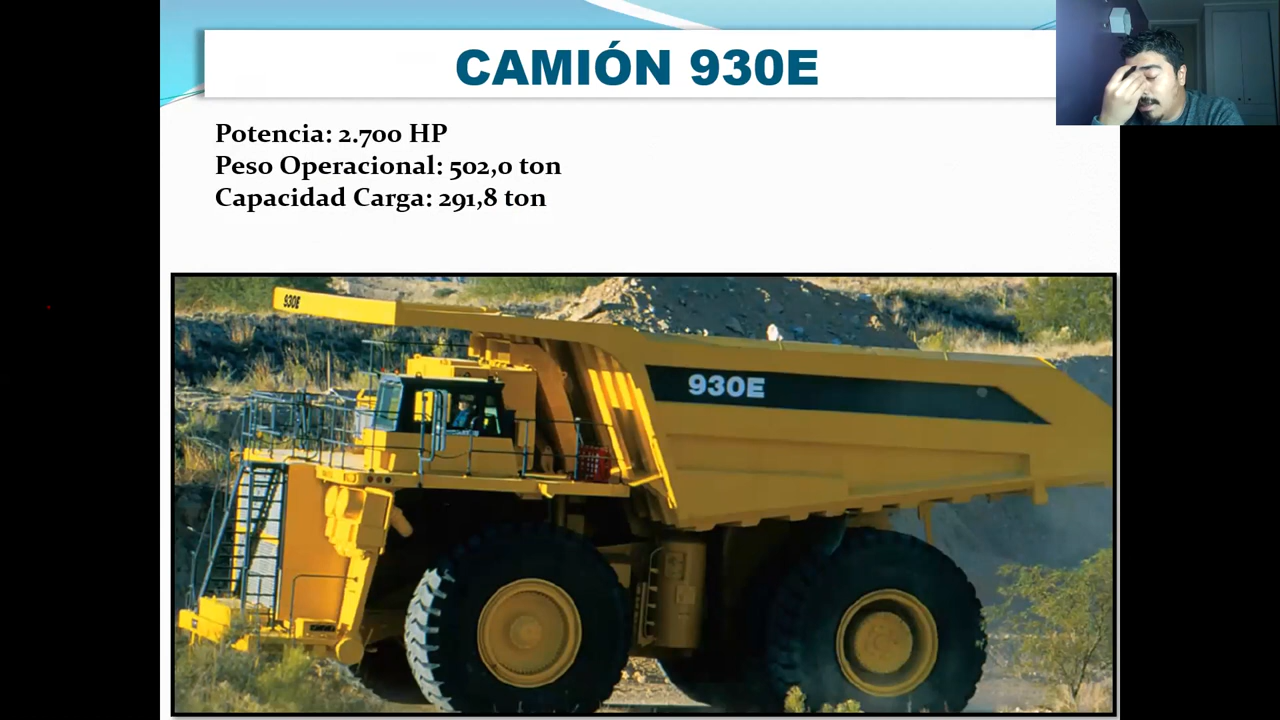 CAMIÓN 930E
Potencia: 2.700 HP
Peso Operacional: 502,0 ton
Capacidad Carga: 291,8 ton
930E
930E